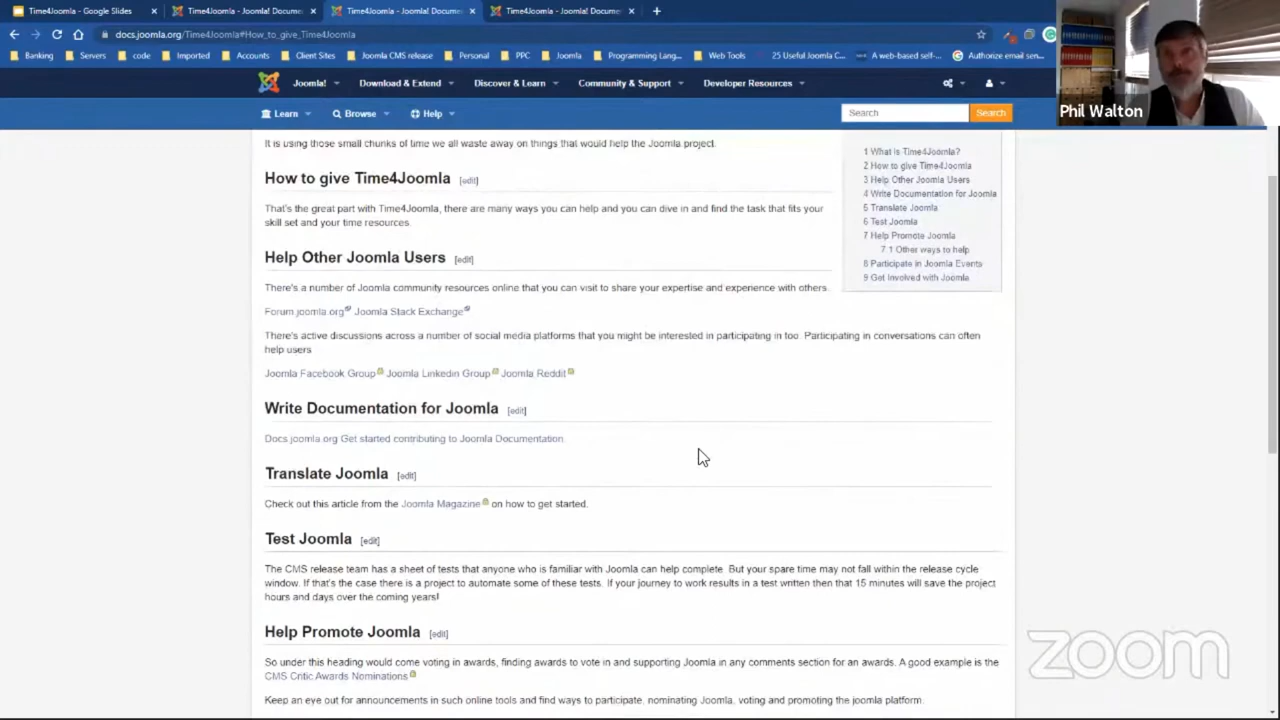 Time4Joomla - Google Slides
Time4Joomla - Joomla! Docume
Time4Joomla - Joomla! Docume
Time4Joomla - Joomla! Docume
docs.joomla.org/Time4Joomla#How_to_give_Time4Joomla
Banking Servers code Imported Accounts Client Sites Joomla CMS release Personal PPC Joomla Programming Lang... Web Tools 25 Useful Joomla C... A web-based self-... Authorize email sen...
Phil Walton
Joomla! Download & Extend Discover & Learn Community & Support Developer Resources
Learn Browse Help Search Search
It is using those small chunks of time we all waste away on things that would help the Joomla project.
How to give Time4Joomla [edit]
That's the great part with Time4Joomla, there are many ways you can help and you can dive in and find the task that fits your
skill set and your time resources.
1 What is Time4Joomla?
2 How to give Time4Joomla
3 Help Other Joomla Users
4 Write Documentation for Joomla
5 Translate Joomla
6 Test Joomla
7 Help Promote Joomla
7.1 Other ways to help
8 Participate in Joomla Events
9 Get Involved with Joomla
Help Other Joomla Users [edit]
There's a number of Joomla community resources online that you can visit to share your expertise and experience with others.
Forum.joomla.org Joomla Stack Exchange
There's active discussions across a number of social media platforms that you might be interested in participating in too. Participating in conversations can often
help users
Joomla Facebook Group Joomla Linkedin Group Joomla Reddit
Write Documentation for Joomla [edit]
Docs.joomla.org Get started contributing to Joomla Documentation.
Translate Joomla [edit]
Check out this article from the Joomla Magazine on how to get started.
Test Joomla [edit]
The CMS release team has a sheet of tests that anyone who is familiar with Joomla can help complete. But your spare time may not fall within the release cycle
window. If that's the case there is a project to automate some of these tests. If your journey to work results in a test written then that 15 minutes will save the project
hours and days over the coming years!
Help Promote Joomla [edit]
So under this heading would come voting in awards, finding awards to vote in and supporting Joomla in any comments section for an awards. A good example is the
CMS Critic Awards Nominations
Keep an eye out for announcements in such online tools and find ways to participate, nominating Joomla, voting and promoting the joomla platform.
zoom